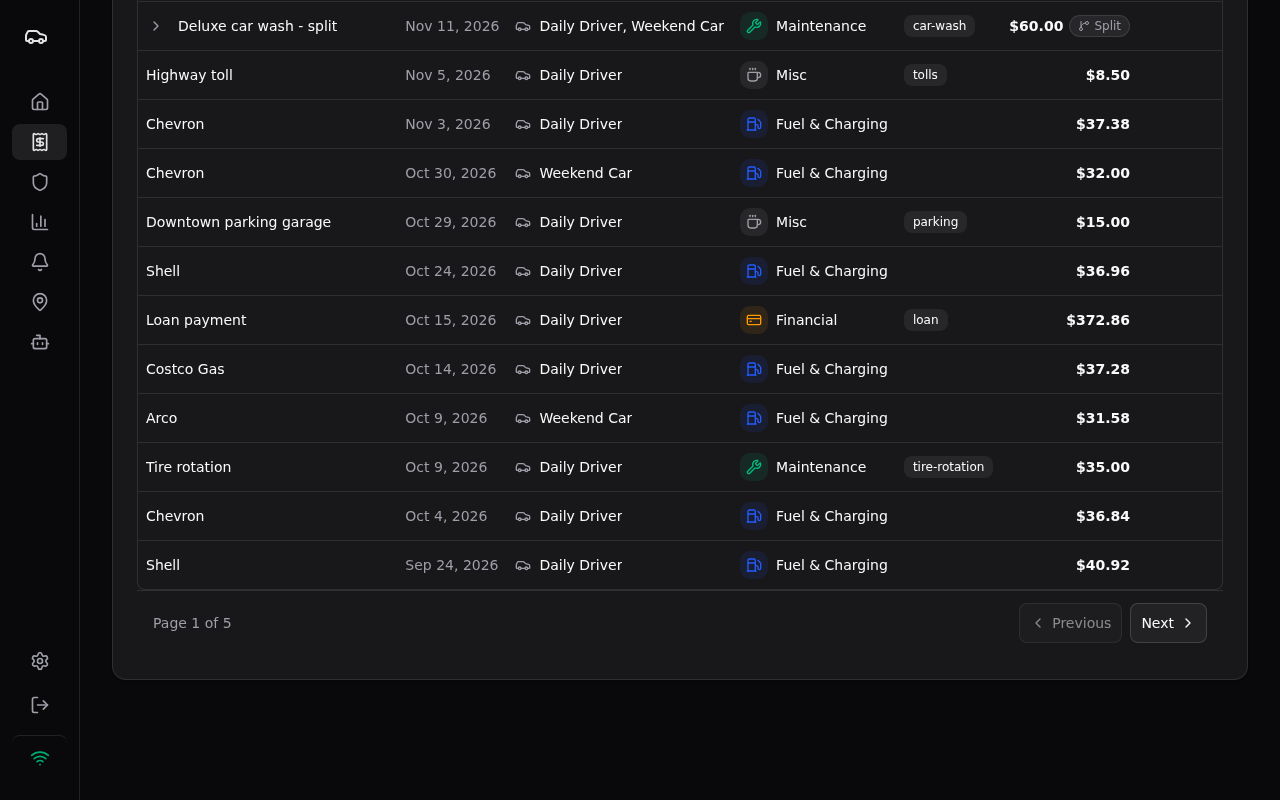 Deluxe car wash - split Nov 11, 2026 Daily Driver, Weekend Car Maintenance car-wash $60.00 Split
Highway toll Nov 5, 2026 Daily Driver Misc tolls $8.50
Chevron Nov 3, 2026 Daily Driver Fuel & Charging $37.38
Chevron Oct 30, 2026 Weekend Car Fuel & Charging $32.00
Downtown parking garage Oct 29, 2026 Daily Driver Misc parking $15.00
Shell Oct 24, 2026 Daily Driver Fuel & Charging $36.96
Loan payment Oct 15, 2026 Daily Driver Financial loan $372.86
Costco Gas Oct 14, 2026 Daily Driver Fuel & Charging $37.28
Arco Oct 9, 2026 Weekend Car Fuel & Charging $31.58
Tire rotation Oct 9, 2026 Daily Driver Maintenance tire-rotation $35.00
Chevron Oct 4, 2026 Daily Driver Fuel & Charging $36.84
Shell Sep 24, 2026 Daily Driver Fuel & Charging $40.92
Page 1 of 5 Previous Next